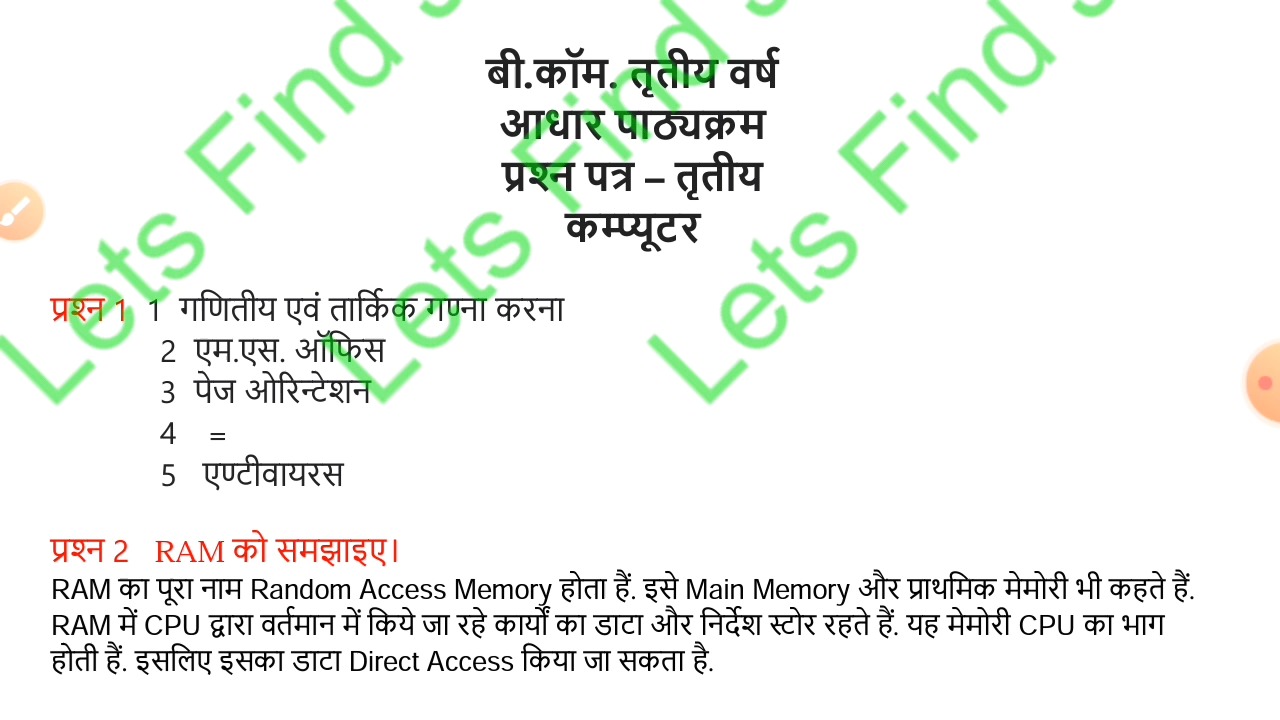 बी.कॉम. तृतीय वर्ष
आधार पाठ्यक्रम
प्रश्न पत्र – तृतीय
कम्प्यूटर
प्रश्न 1 1 गणितीय एवं तार्किक गण्ना करना
2 एम.एस. ऑफिस
3 पेज ओरिन्टेशन
4 =
5 एण्टीवायरस
प्रश्न 2 RAM को समझाइए।
RAM का पूरा नाम Random Access Memory होता हैं. इसे Main Memory और प्राथमिक मेमोरी भी कहते हैं.
RAM में CPU द्वारा वर्तमान में किये जा रहे कार्यों का डाटा और निर्देश स्टोर रहते हैं. यह मेमोरी CPU का भाग
होती हैं. इसलिए इसका डाटा Direct Access किया जा सकता है.
Lets Find
Lets Find
Lets Find